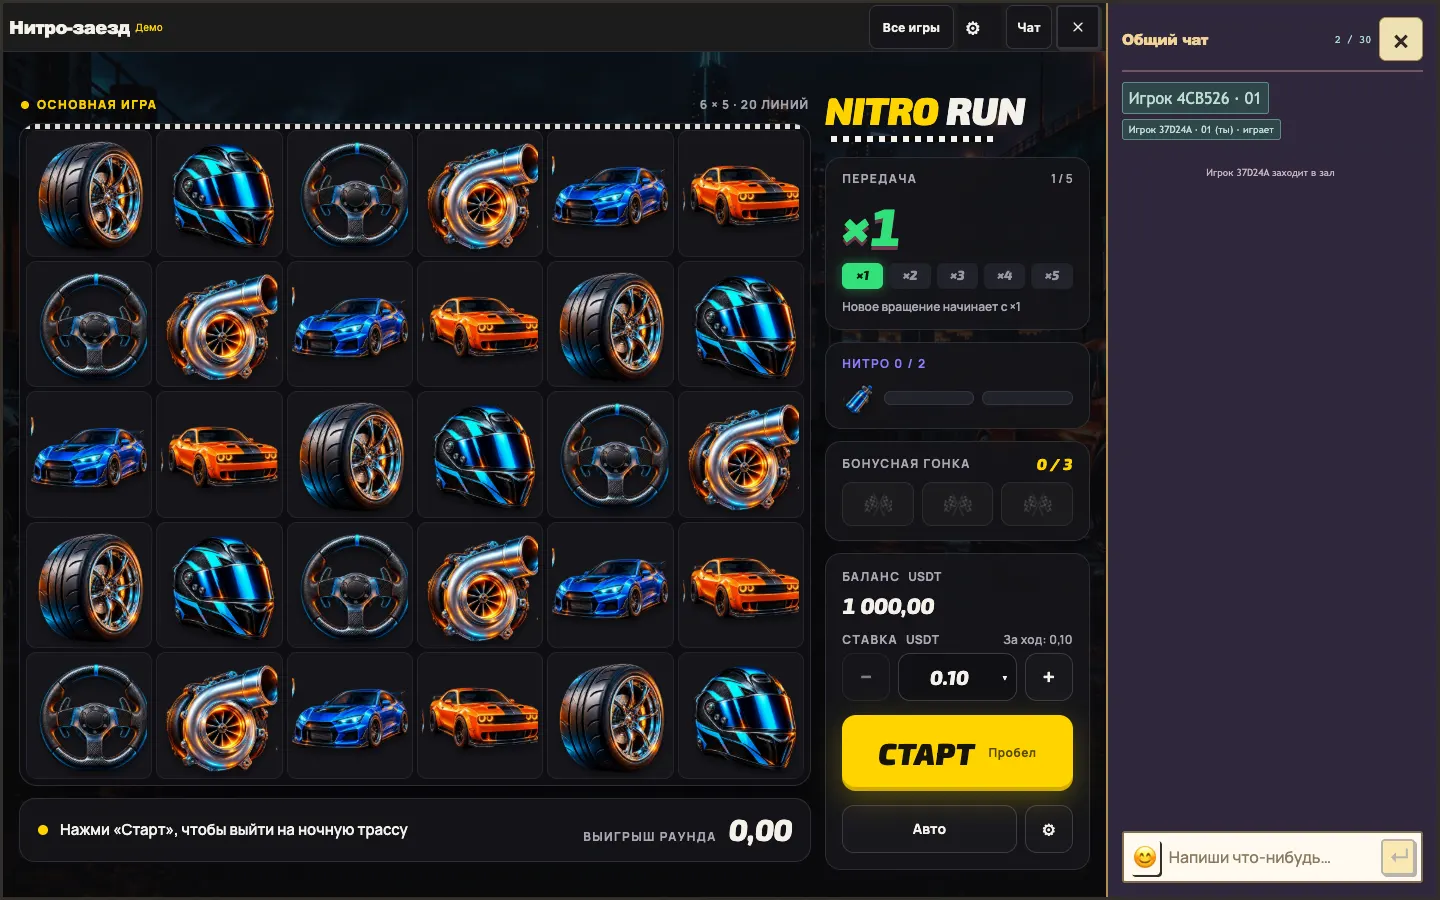 Нитро-заезд Демо
Все игры
Чат
ОСНОВНАЯ ИГРА
6 × 5 · 20 ЛИНИЙ
NITRO RUN
ПЕРЕДАЧА
1 / 5
×1
×1 ×2 ×3 ×4 ×5
Новое вращение начинает с ×1
НИТРО 0 / 2
БОНУСНАЯ ГОНКА
0 / 3
БАЛАНС USDT
1 000,00
СТАВКА USDT
За ход: 0,10
− 0.10 +
СТАРТ Пробел
Авто
Нажми «Старт», чтобы выйти на ночную трассу
ВЫИГРЫШ РАУНДА 0,00
Общий чат
2 / 30
Игрок 4CB526 · 01
Игрок 37D24A · 01 (ты) · играет
Игрок 37D24A заходит в зал
Напиши что-нибудь...